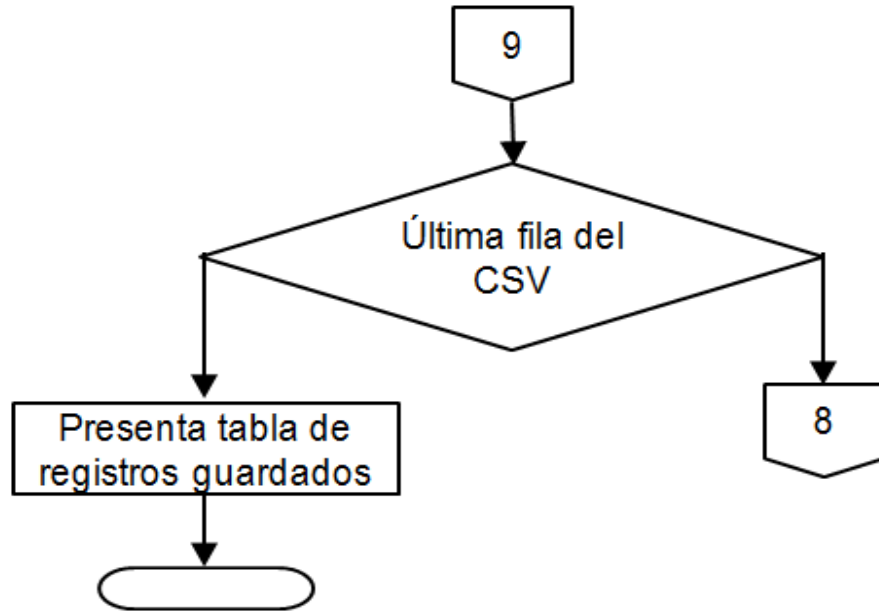 9
Última fila del
CSV
Presenta tabla de
registros guardados
8